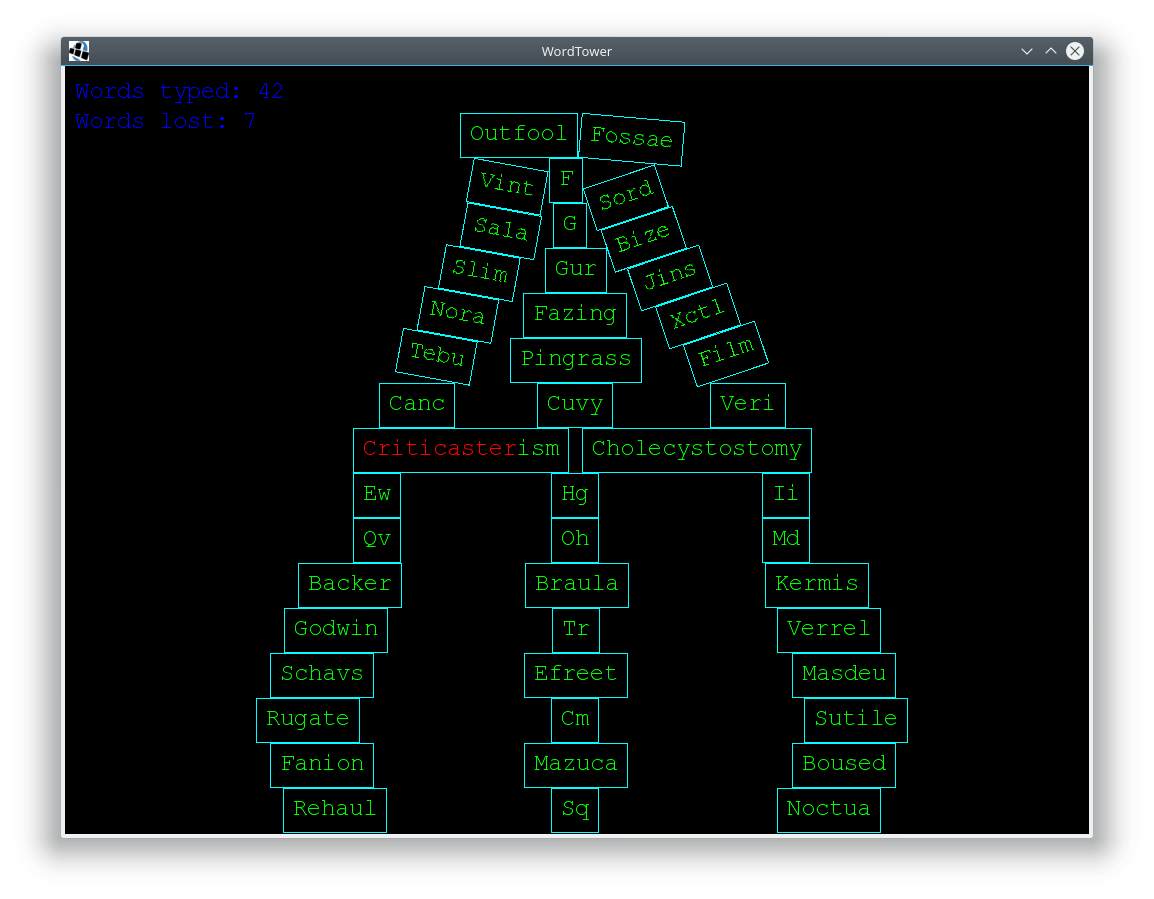 WordTower
Words typed: 42
Words lost: 7
Outfool Fossae
Vint F Sord
Sala G Bize
Slim Gur Jins
Nora Fazing Xctl
Tebu Pingrass Film
Canc Cuvy Veri
Criticasterism Cholecystostomy
Ew Hg Ii
Qv Oh Md
Backer Braula Kermis
Godwin Tr Verrel
Schavs Efreet Masdeu
Rugate Cm Sutile
Fanion Mazuca Boused
Rehaul Sq Noctua